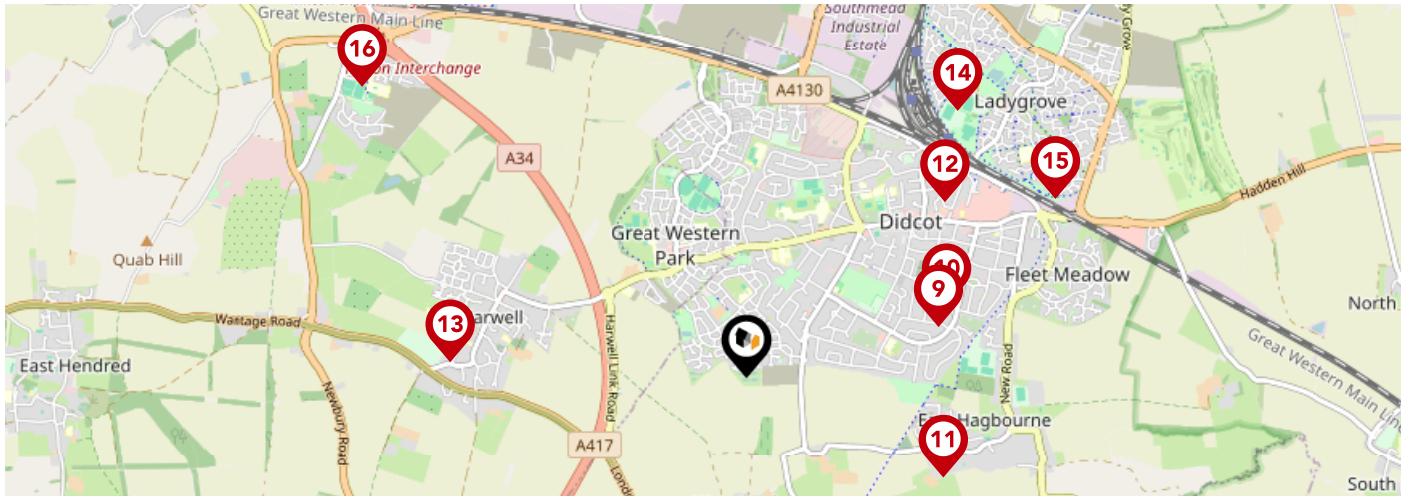 Great Western Main Line
Southmead
Industrial
Estate
16
Interchange
14
A4130
Ladygrove
A34
12
15
Hadden Hill
Great Western
Park
Didcot
Quab Hill
10
9
Fleet Meadow
North
13
Wantage Road
Harwell Link Road
East Hendred
Great Western Main Line
Newbury Road
New Road
A417
11
East Hagbourne
South